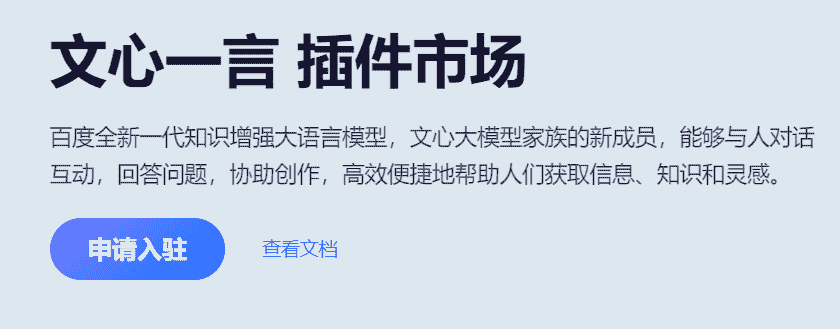 文心一言 插件市场
百度全新一代知识增强大语言模型，文心大模型家族的新成员，能够与人对话
互动，回答问题，协助创作，高效便捷地帮助人们获取信息、知识和灵感。
申请入驻 查看文档